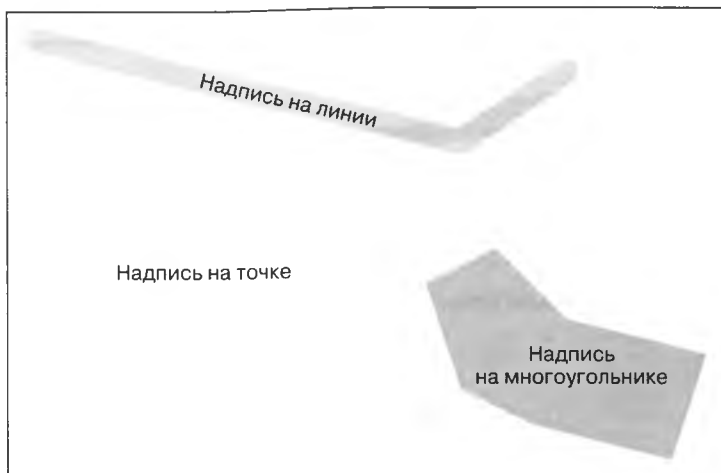 Надпись на линии
Надпись на точке
Надпись
на многоугольнике